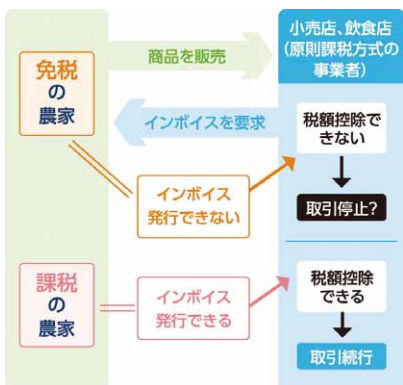 小売店、飲食店
(原則課税方式の
事業者)
商品を販売
免税
の
農家
インボイスを要求
税額控除で
きない
インボイス
発行できない
取引停止?
課税
の
農家
インボイス
発行できる
税額控除
できる
取引続行